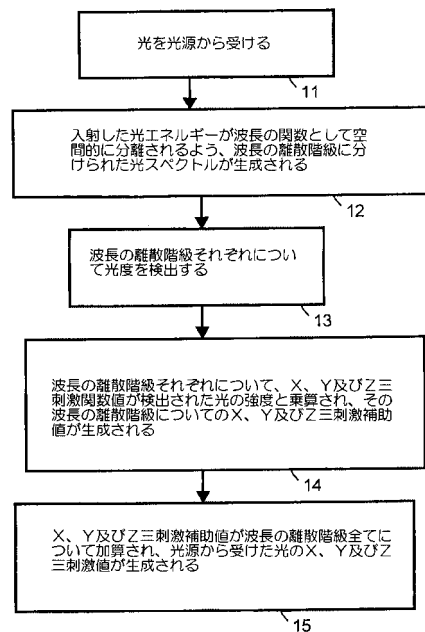 光を光源から受ける
11
入射した光エネルギーが波長の関数として空
間的に分離されるよう、波長の離散階級に分
けられた光スペクトルが生成される
12
波長の離散階級それぞれについ
て光度を検出する
13
波長の離散階級それぞれについて、X、Y及びZ三
刺激関数値が検出された光の強度と乗算され、その
波長の離散階級についてのX、Y及びZ三刺激補助
値が生成される
14
X、Y及びZ三刺激補助値が波長の離散階級全てに
ついて加算され、光源から受けた光のX、Y及びZ
三刺激値が生成される
15